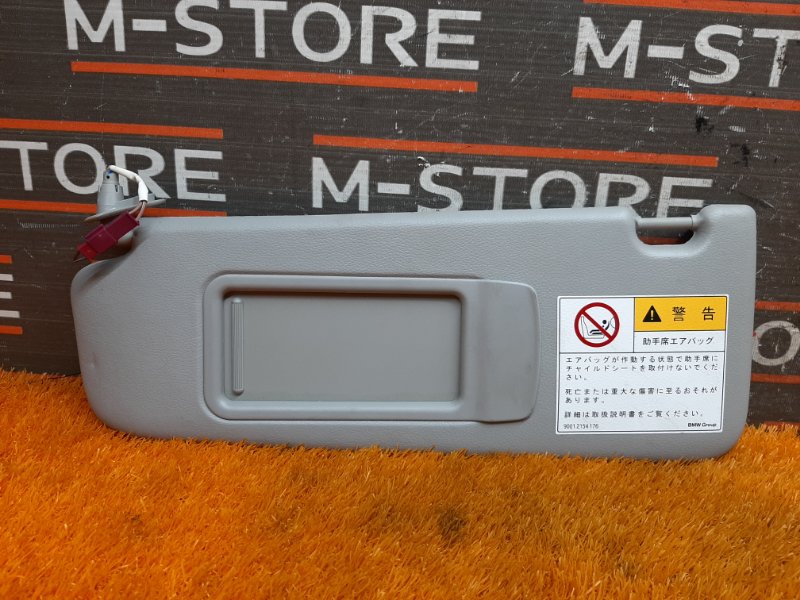 M-STORE
M-STORE
STORE
M-STORE
RE
警告
助手席エアバッグ
エアバッグが作動する状態で助手席に
チャイルドシートを取付けないでくだ
さい。
死亡または重大な傷害に至るおそれが
あります。
詳細は取扱説明書をご覧ください。
BMW Group